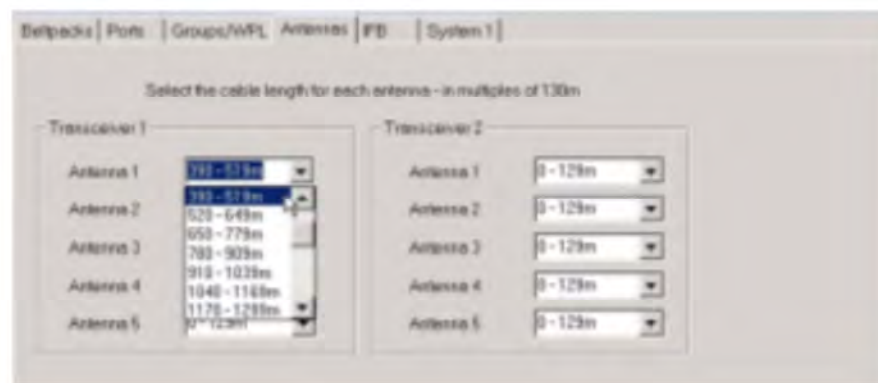 Beltpacks Ports Groups/WPL Antennas IFB System 1
Select the cable length for each antenna - in multiples of 130m
Transceiver 1
Antenna 1 390 - 519m
390 - 519m
Antenna 2 520 - 649m
650 - 779m
Antenna 3 780 - 909m
910 - 1039m
Antenna 4 1040 - 1169m
1170 - 1299m
Antenna 5 0 - 129m
Transceiver 2
Antenna 1 0 - 129m
Antenna 2 0 - 129m
Antenna 3 0 - 129m
Antenna 4 0 - 129m
Antenna 5 0 - 129m